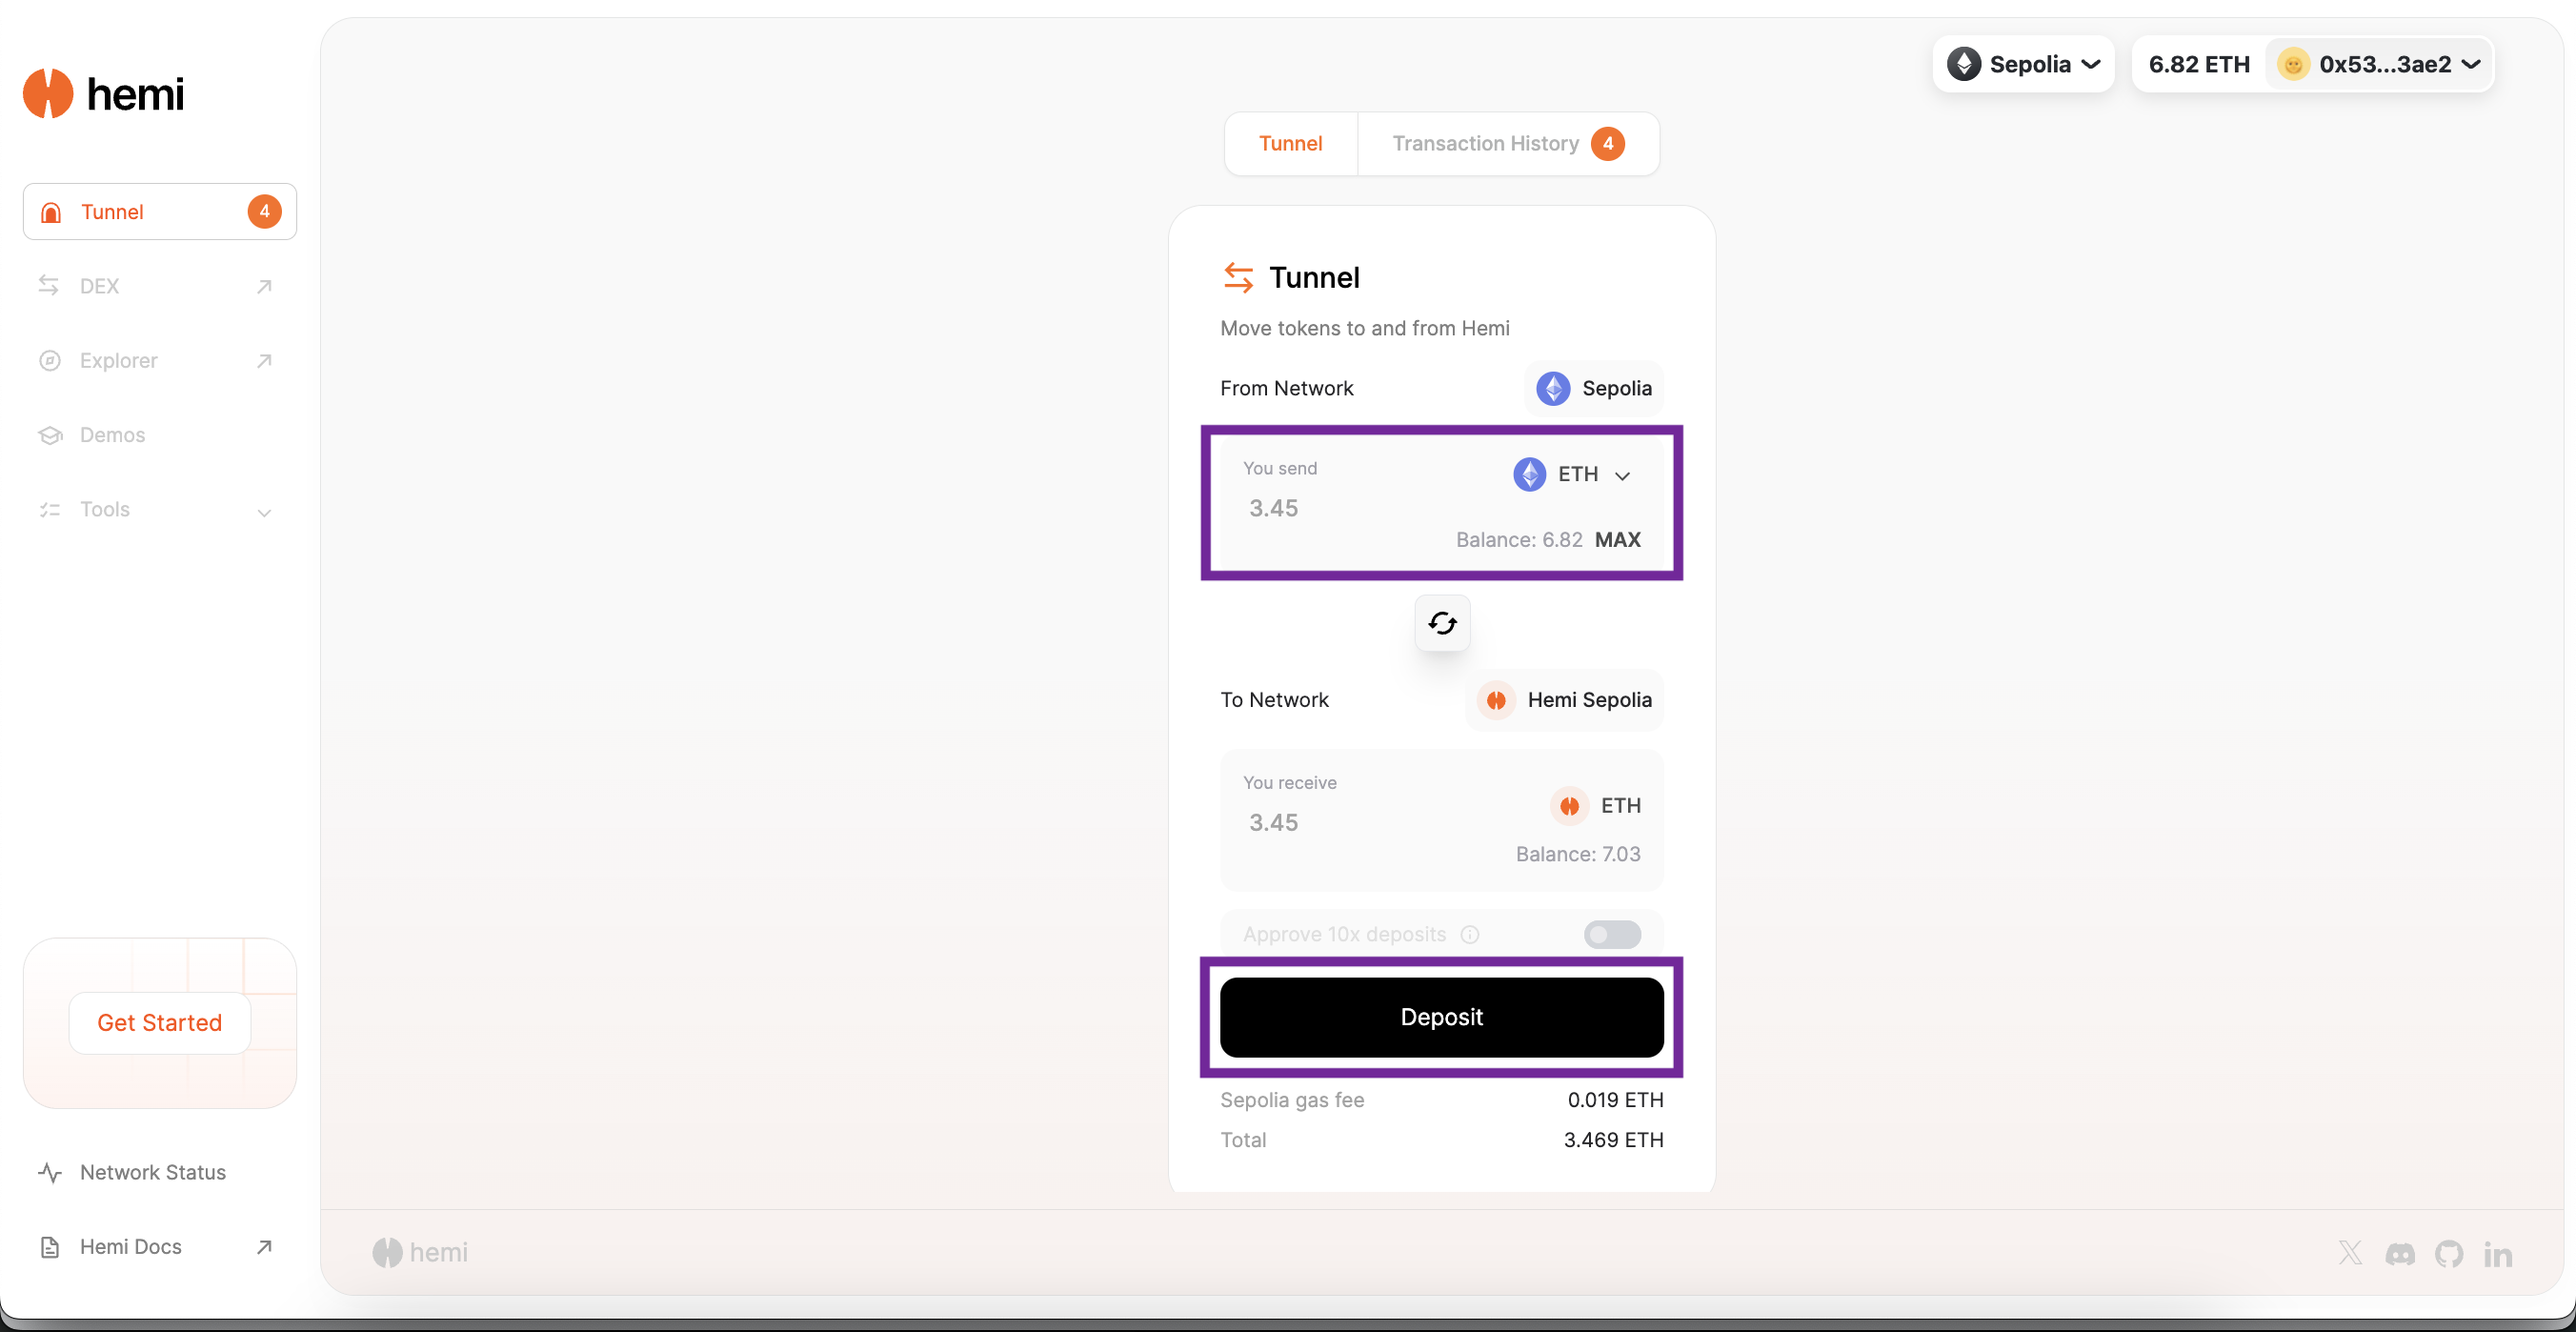 hemi
Sepolia
6.82 ETH
0x53...3ae2
Tunnel
Transaction History 4
Tunnel 4
DEX
Explorer
Demos
Tools
Tunnel
Move tokens to and from Hemi
From Network
Sepolia
You send
3.45
ETH
Balance: 6.82 MAX
To Network
Hemi Sepolia
You receive
3.45
ETH
Balance: 7.03
Approve 10x deposits
Deposit
Sepolia gas fee 0.019 ETH
Total 3.469 ETH
Get Started
Network Status
Hemi Docs
hemi